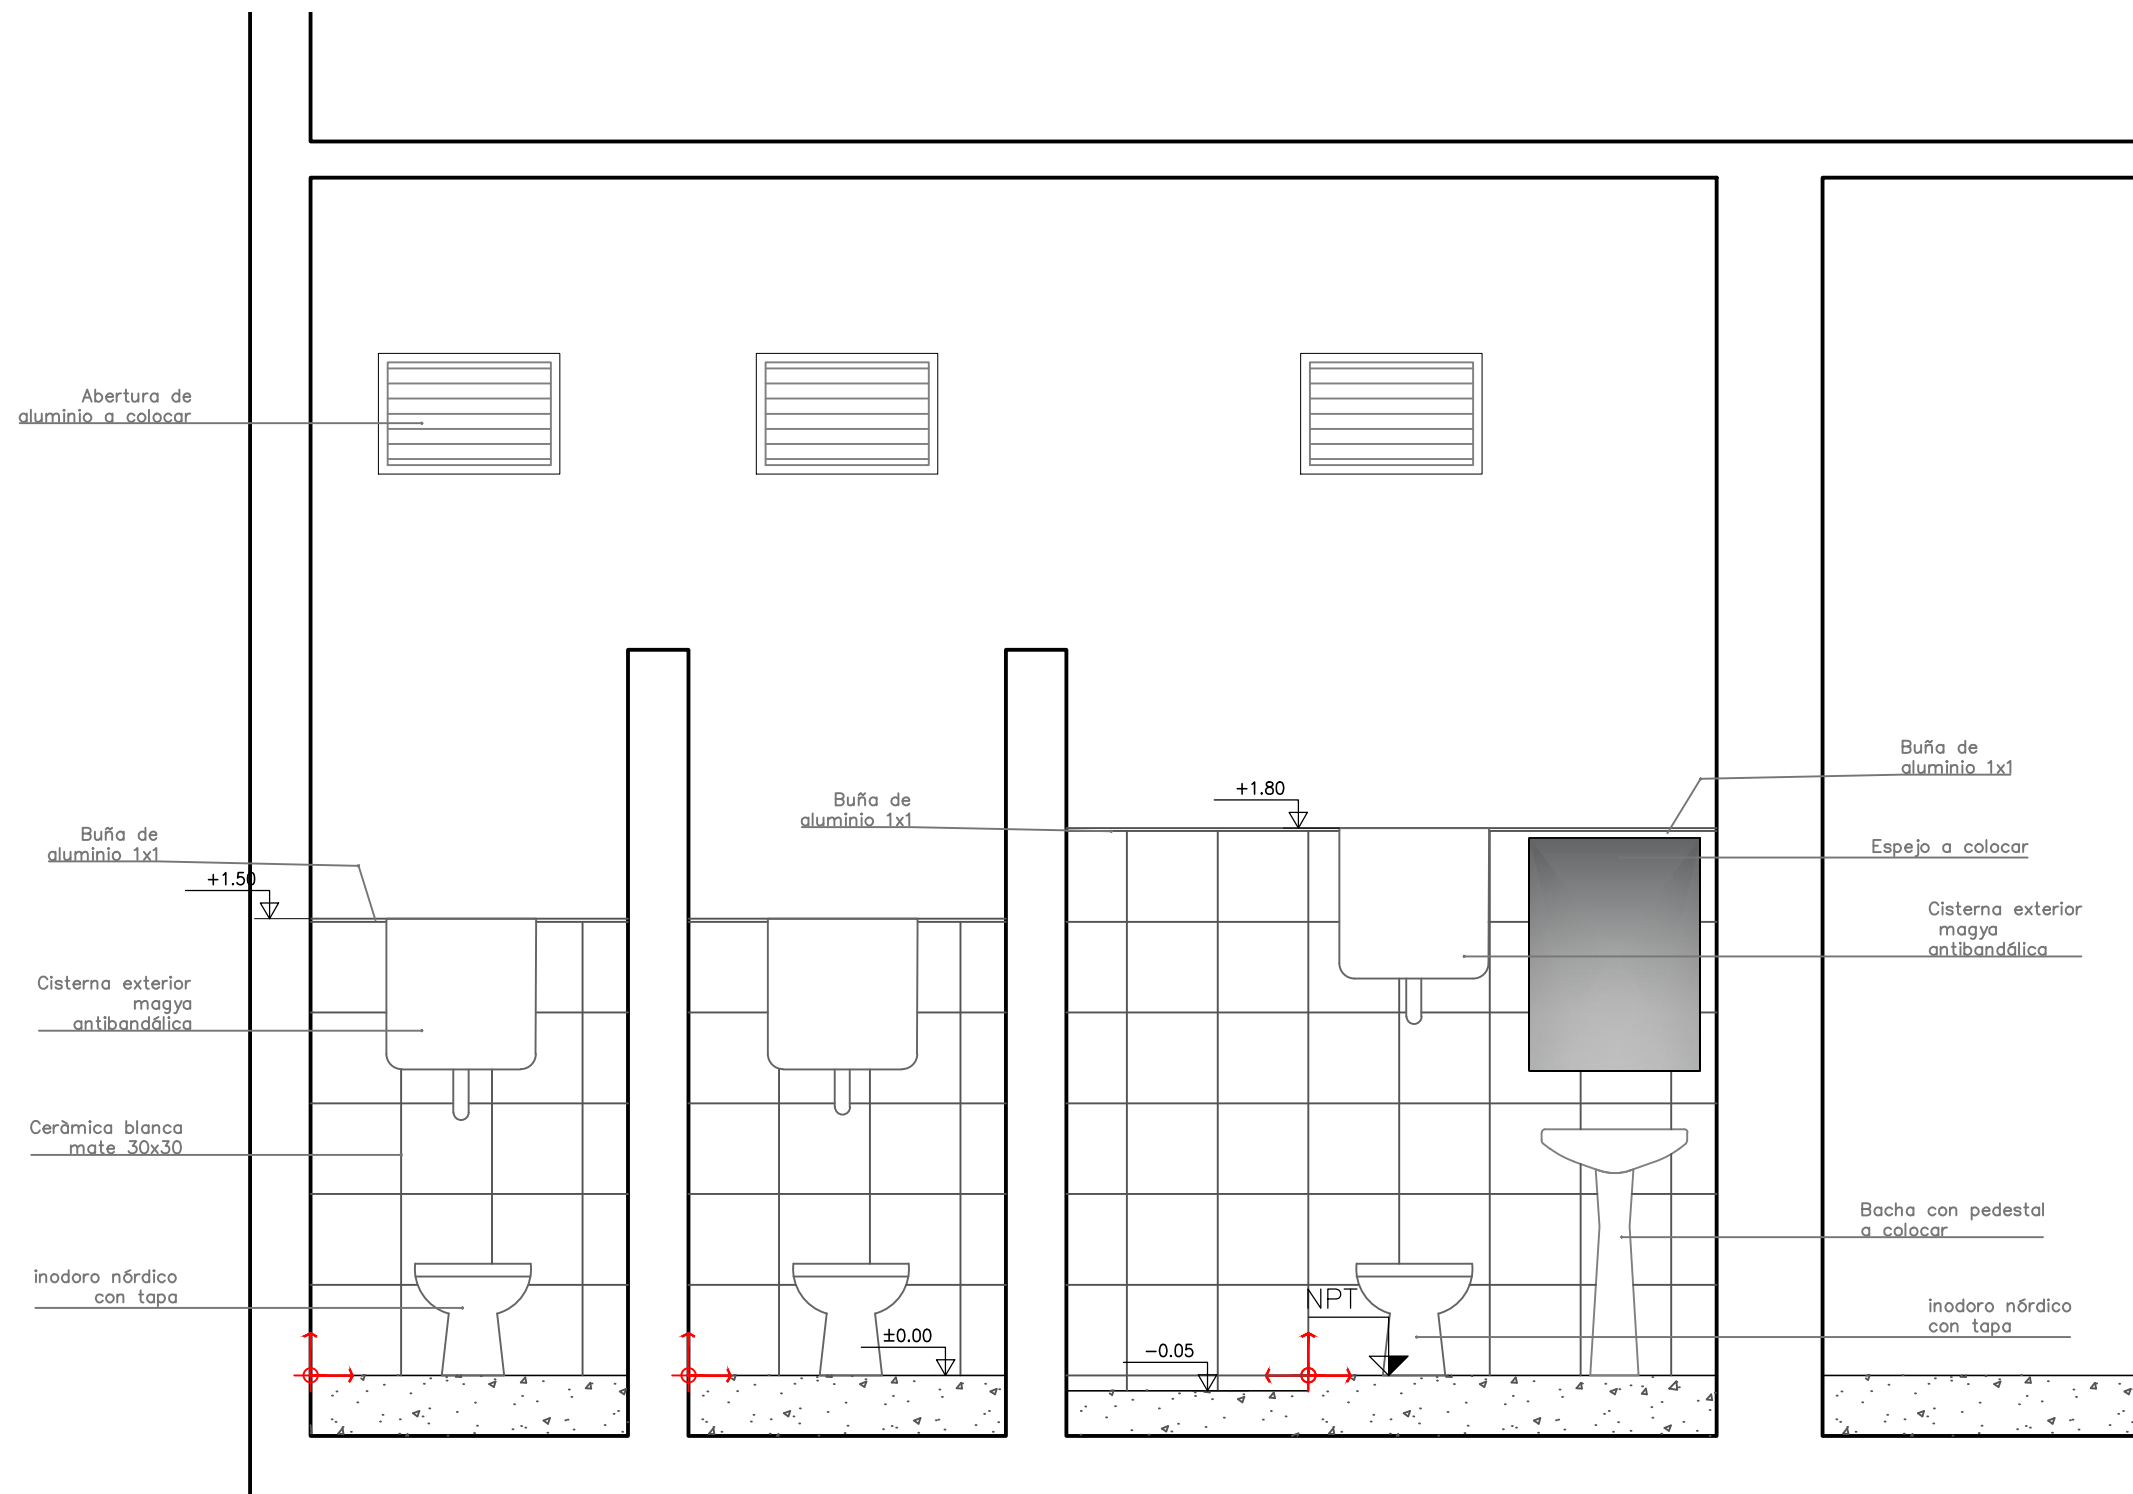 Abertura de
aluminio a colocar
Buña de
aluminio 1x1
+1.80
Buña de
aluminio 1x1
Buña de
aluminio 1x1
+1.50
Espejo a colocar
Cisterna exterior
magya
antibandálica
Cisterna exterior
magya
antibandálica
Ceràmica blanca
mate 30x30
Bacha con pedestal
a colocar
inodoro nórdico
con tapa
NPT
inodoro nórdico
con tapa
±0.00
-0.05